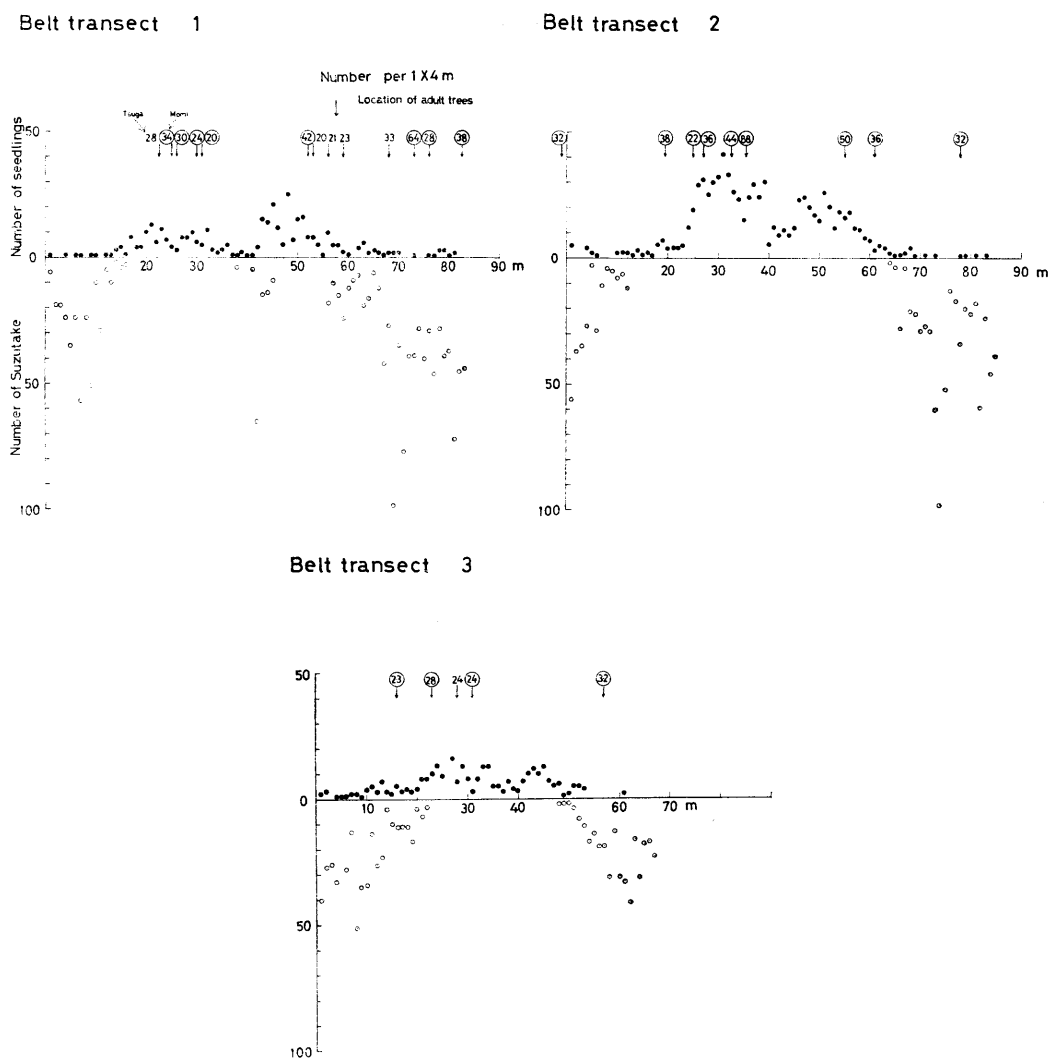 Belt transect 1
Number per 1 X 4 m
Location of adult trees
Tsuga Momi
28 34 30 24 20 42 20 21 23 33 64 28 38
50
Number of seedlings
0
20 30 40 50 60 70 80 90 m
Number of Suzutake
50
100
Belt transect 2
32 38 22 36 44 88 50 36 32
50
0
10 20 30 40 50 60 70 80 90
m
50
100
Belt transect 3
50
23 28 24 24 32
0
10 20 30 40 50 60 70 m
50
100